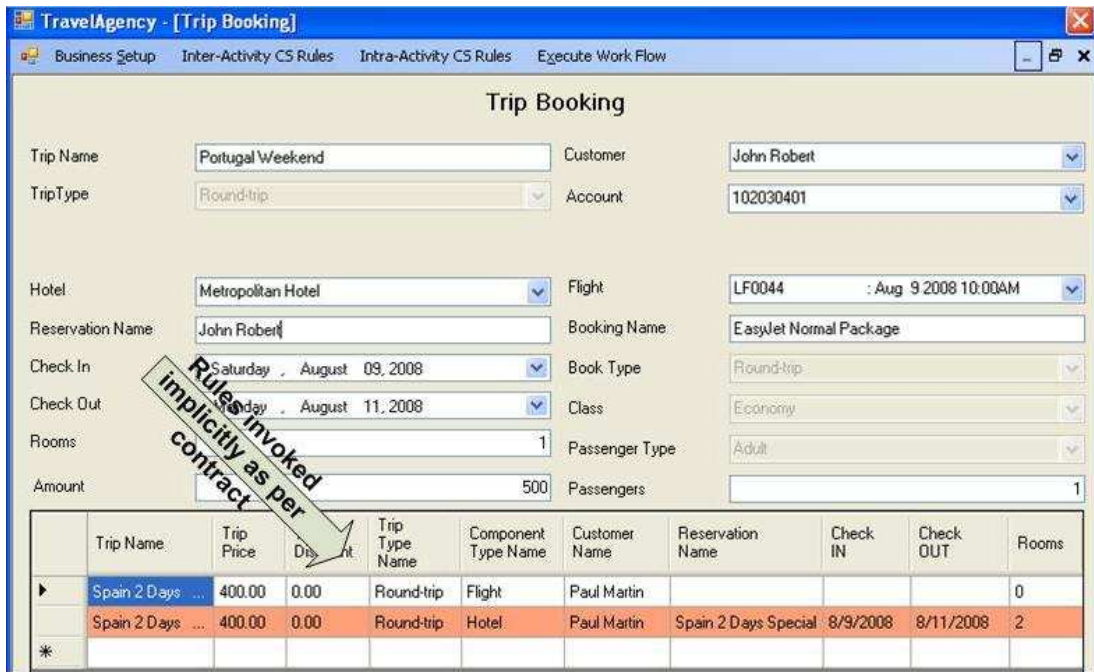 TravelAgency - [Trip Booking]
Business Setup Inter-Activity CS Rules Intra-Activity CS Rules Execute Work Flow
Trip Booking
Trip Name Portugal Weekend Customer John Robert
TripType Round-trip Account 102030401
Hotel Metropolitan Hotel Flight LF0044 : Aug 9 2008 10:00AM
Reservation Name John Robert Booking Name EasyJet Normal Package
Check In Saturday , August 09, 2008 Book Type Round-trip
Check Out Monday , August 11, 2008 Class Economy
Rooms 1 Passenger Type Adult
Amount 500 Passengers 1
Rules invoked
implicitly as per
contract
Trip Name Trip Price Trip Type Name Component Type Name Customer Name Reservation Name Check IN Check OUT Rooms
Spain 2 Days ... 400.00 0.00 Round-trip Flight Paul Martin 0
Spain 2 Days ... 400.00 0.00 Round-trip Hotel Paul Martin Spain 2 Days Special 8/9/2008 8/11/2008 2